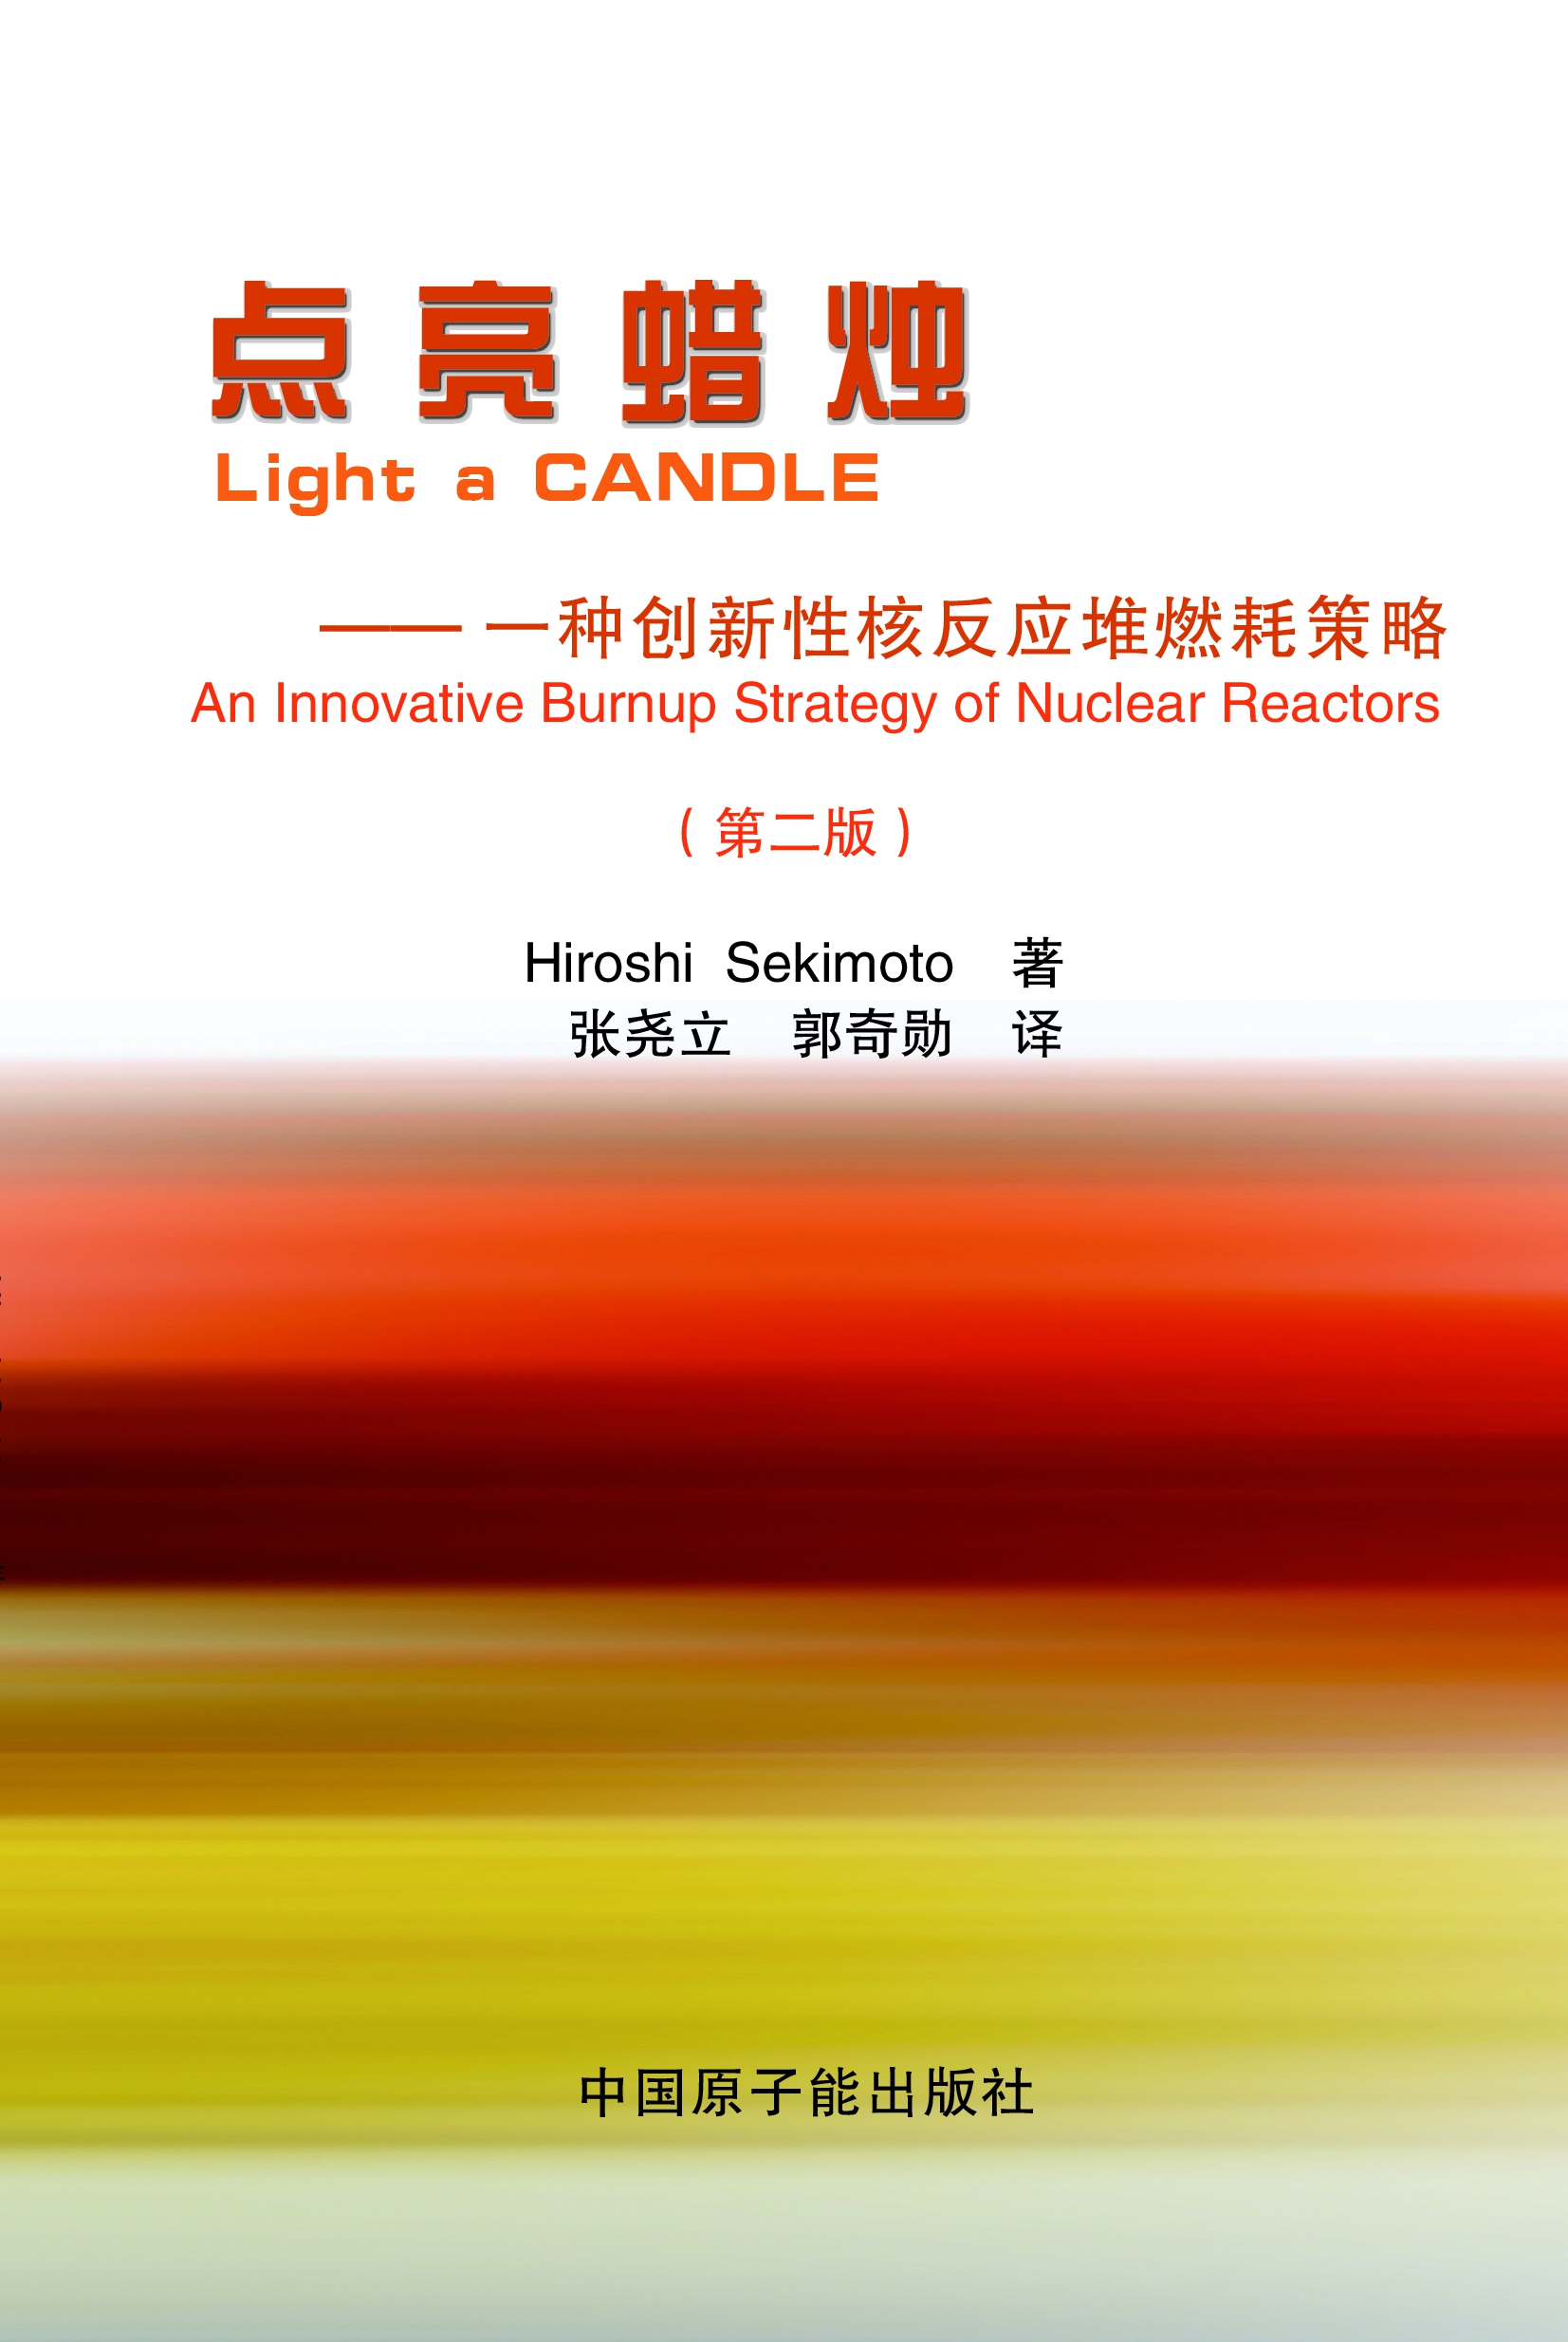 点亮蜡烛
Light a CANDLE
——一种创新性核反应堆燃耗策略
An Innovative Burnup Strategy of Nuclear Reactors
(第二版)
Hiroshi Sekimoto 著
张尧立 郭奇勋 译
中国原子能出版社